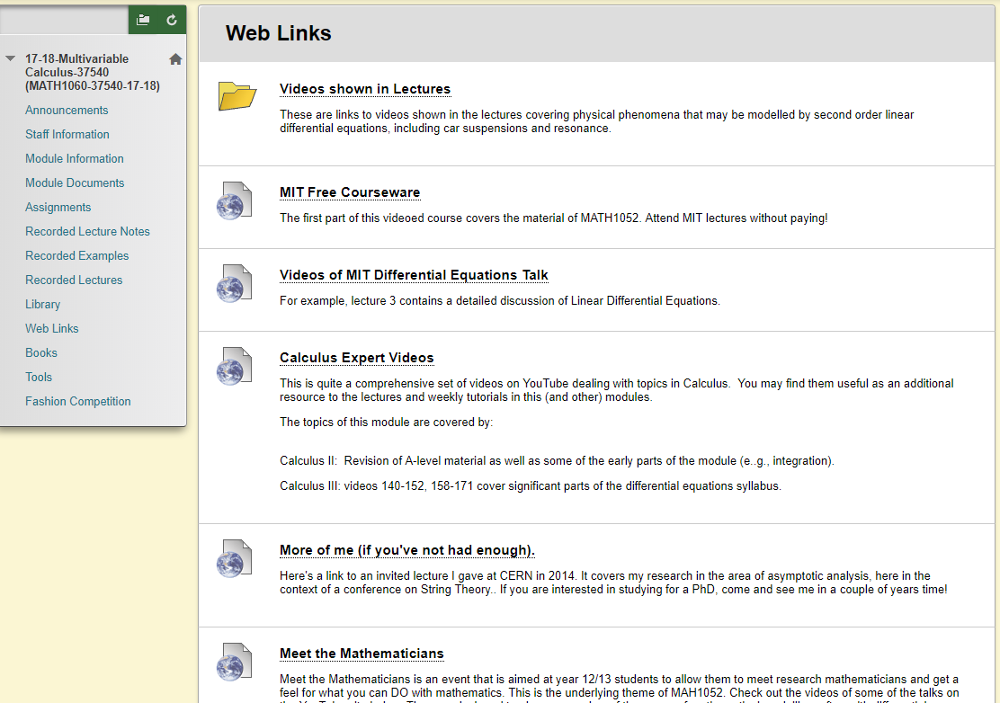 17-18-Multivariable
Calculus-37540
(MATH1060-37540-17-18)
Announcements
Staff Information
Module Information
Module Documents
Assignments
Recorded Lecture Notes
Recorded Examples
Recorded Lectures
Library
Web Links
Books
Tools
Fashion Competition
Web Links
Videos shown in Lectures
These are links to videos shown in the lectures covering physical phenomena that may be modelled by second order linear
differential equations, including car suspensions and resonance.
MIT Free Courseware
The first part of this videoed course covers the material of MATH1052. Attend MIT lectures without paying!
Videos of MIT Differential Equations Talk
For example, lecture 3 contains a detailed discussion of Linear Differential Equations.
Calculus Expert Videos
This is quite a comprehensive set of videos on YouTube dealing with topics in Calculus.  You may find them useful as an additional
resource to the lectures and weekly tutorials in this (and other) modules.
The topics of this module are covered by:
Calculus II:  Revision of A-level material as well as some of the early parts of the module (e..g., integration).
Calculus III: videos 140-152, 158-171 cover significant parts of the differential equations syllabus.
More of me (if you've not had enough).
Here's a link to an invited lecture I gave at CERN in 2014. It covers my research in the area of asymptotic analysis, here in the
context of a conference on String Theory.. If you are interested in studying for a PhD, come and see me in a couple of years time!
Meet the Mathematicians
Meet the Mathematicians is an event that is aimed at year 12/13 students to allow them to meet research mathematicians and get a
feel for what you can DO with mathematics. This is the underlying theme of MAH1052. Check out the videos of some of the talks on